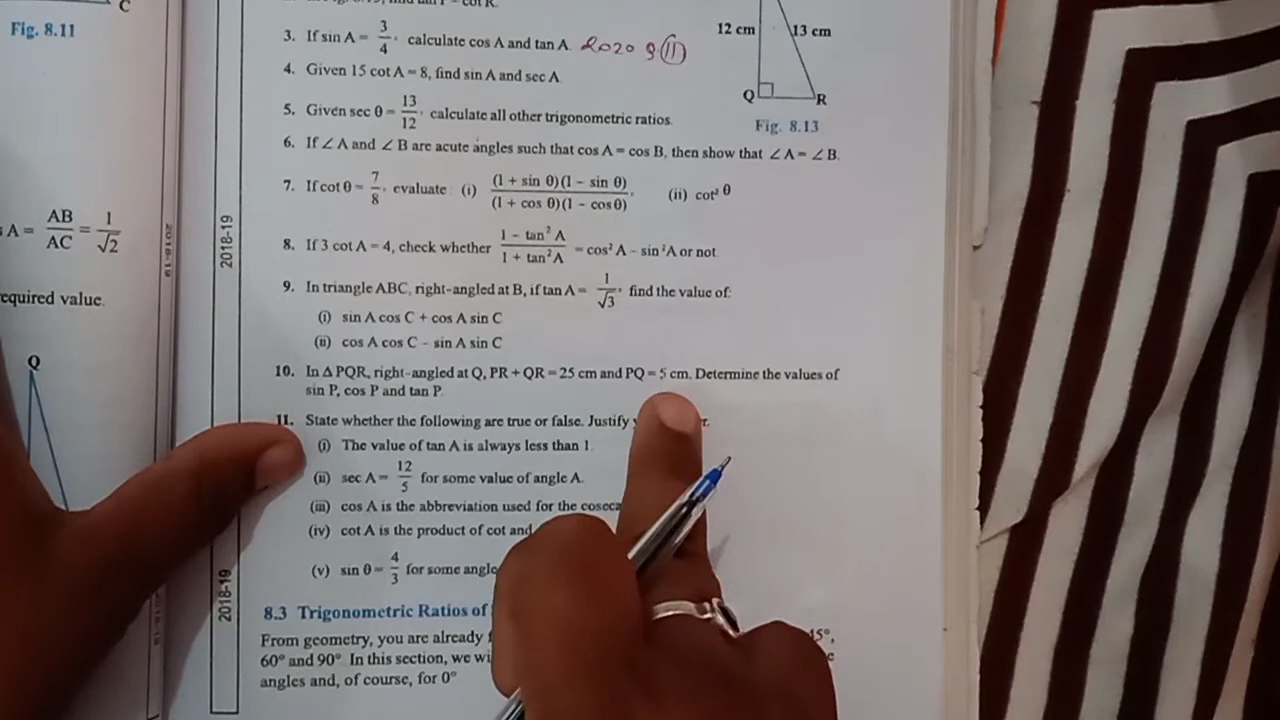 C
Fig. 8.11
A = AB/AC = 1/√2
equired value.
Q
2018-19
2018-19
2018-19
3. If sin A = 3/4, calculate cos A and tan A. 2020 9 (11)
4. Given 15 cot A = 8, find sin A and sec A.
5. Given sec θ = 13/12, calculate all other trigonometric ratios.
6. If ∠ A and ∠ B are acute angles such that cos A = cos B, then show that ∠ A = ∠ B.
7. If cot θ = 7/8, evaluate : (i) (1 + sin θ)(1 − sin θ)/(1 + cos θ)(1 − cos θ), (ii) cot² θ
8. If 3 cot A = 4, check whether (1 − tan² A)/(1 + tan² A) = cos² A − sin² A or not.
9. In triangle ABC, right-angled at B, if tan A = 1/√3, find the value of:
(i) sin A cos C + cos A sin C
(ii) cos A cos C − sin A sin C
10. In Δ PQR, right-angled at Q, PR + QR = 25 cm and PQ = 5 cm. Determine the values of
sin P, cos P and tan P.
11. State whether the following are true or false. Justify
(i) The value of tan A is always less than 1.
(ii) sec A = 12/5 for some value of angle A.
(iii) cos A is the abbreviation used for the
(iv) cot A is the product of cot and
(v) sin θ = 4/3 for some angle
8.3 Trigonometric Ratios of
From geometry, you are already
60° and 90°. In this section, we
angles and, of course, for 0°
12 cm
13 cm
Q
R
Fig. 8.13